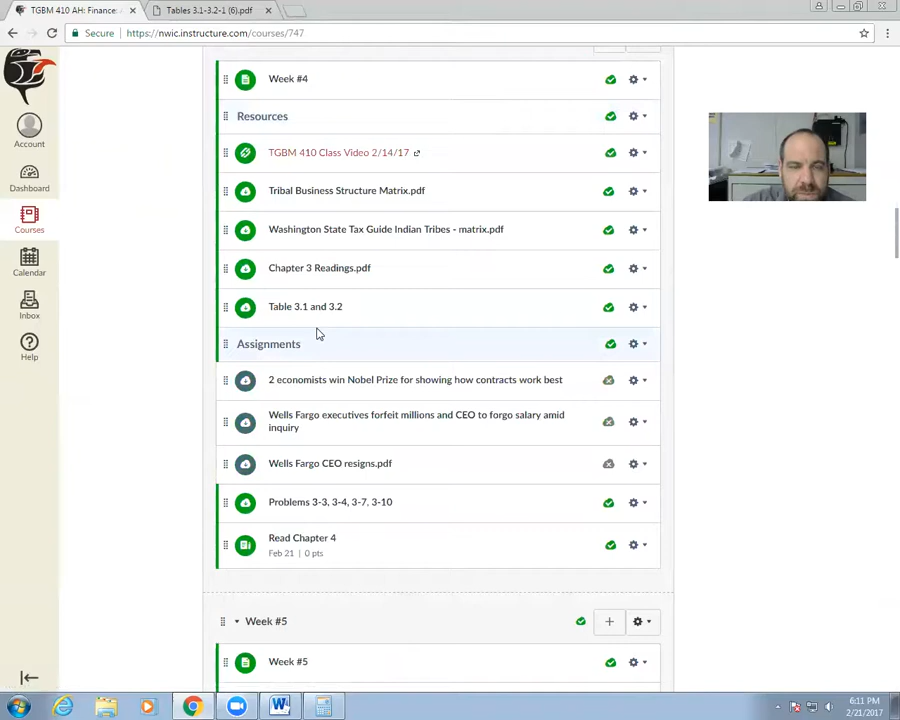 TGBM 410 AH: Finance:
Tables 3.1-3.2-1 (6).pdf
Secure
https://nwic.instructure.com/courses/747
Account
Dashboard
Courses
Calendar
Inbox
Help
Week #4
Resources
TGBM 410 Class Video 2/14/17
Tribal Business Structure Matrix.pdf
Washington State Tax Guide Indian Tribes - matrix.pdf
Chapter 3 Readings.pdf
Table 3.1 and 3.2
Assignments
2 economists win Nobel Prize for showing how contracts work best
Wells Fargo executives forfeit millions and CEO to forgo salary amid
inquiry
Wells Fargo CEO resigns.pdf
Problems 3-3, 3-4, 3-7, 3-10
Read Chapter 4
Feb 21 | 0 pts
Week #5
Week #5
6:11 PM
2/21/2017